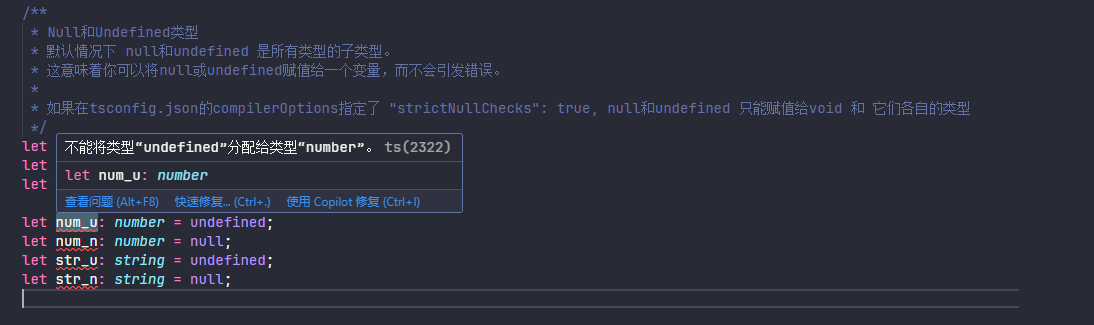 /**
 * Null和Undefined类型
 * 默认情况下 null和undefined 是所有类型的子类型。
 * 这意味着你可以将null或undefined赋值给一个变量，而不会引发错误。
 *
 * 如果在tsconfig.json的compilerOptions指定了 "strictNullChecks": true, null和undefined 只能赋值给void 和 它们各自的类型
 */
let
不能将类型“undefined”分配给类型“number”。 ts(2322)
let
let num_u: number
let
查看问题 (Alt+F8) 快速修复... (Ctrl+.) 使用 Copilot 修复 (Ctrl+I)
let num_u: number = undefined;
let num_n: number = null;
let str_u: string = undefined;
let str_n: string = null;